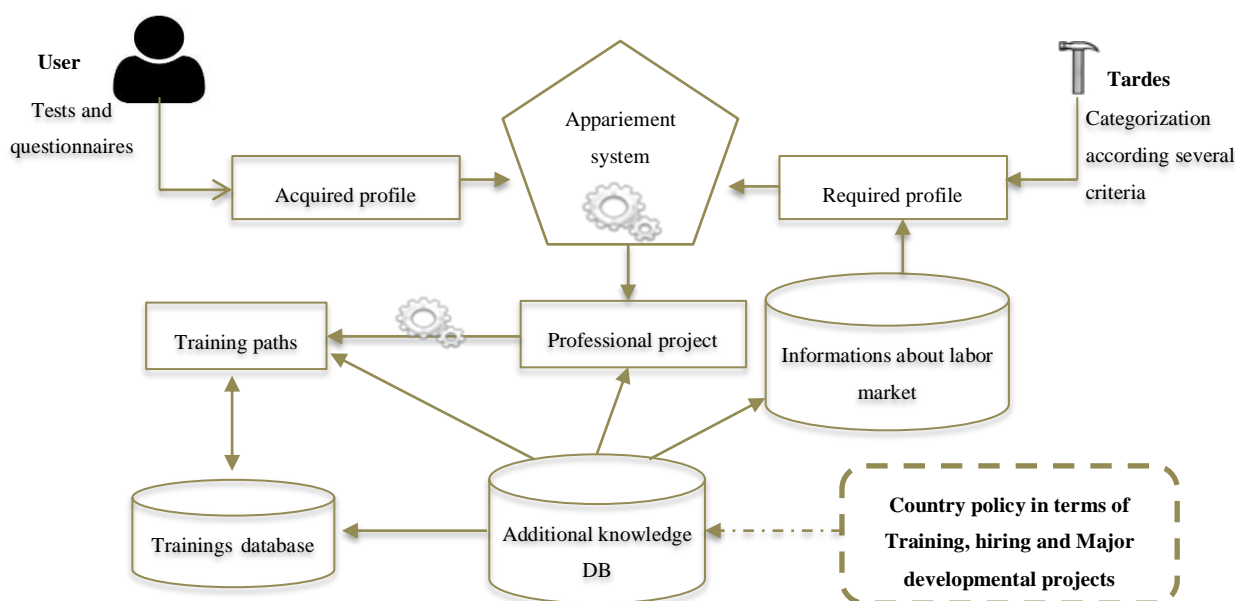 User
Tests and
questionnaires
Acquired profile
Appariement
system
Required profile
Tardes
Categorization
according several
criteria
Training paths
Professional project
Informations about labor
market
Trainings database
Additional knowledge
DB
Country policy in terms of
Training, hiring and Major
developmental projects